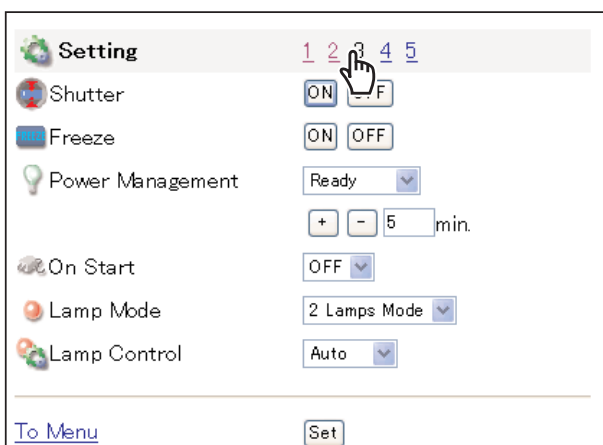 Setting 1 2 3 4 5
Shutter ON
Freeze ON OFF
Power Management Ready
+ - 5 min.
On Start OFF
Lamp Mode 2 Lamps Mode
Lamp Control Auto
To Menu Set